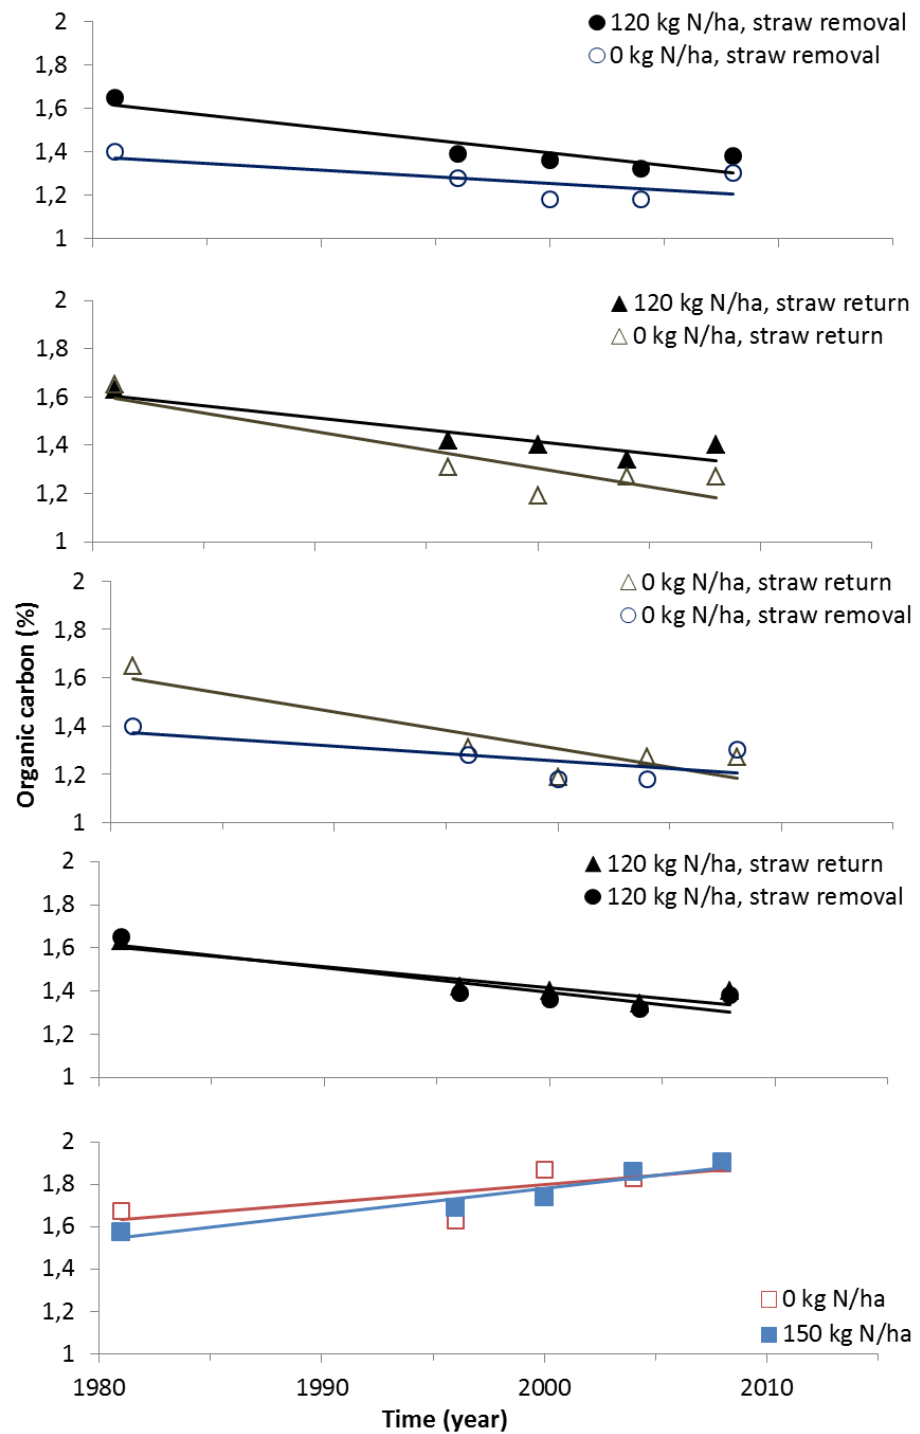 2
120 kg N/ha, straw removal
1,8
0 kg N/ha, straw removal
1,6
1,4
1,2
1
2
120 kg N/ha, straw return
1,8
0 kg N/ha, straw return
1,6
1,4
1,2
1
2
0 kg N/ha, straw return
1,8
0 kg N/ha, straw removal
1,6
1,4
1,2
1
Organic carbon (%)
2
120 kg N/ha, straw return
1,8
120 kg N/ha, straw removal
1,6
1,4
1,2
1
2
1,8
1,6
1,4
1,2
1
0 kg N/ha
150 kg N/ha
1980 1990 2000 2010
Time (year)